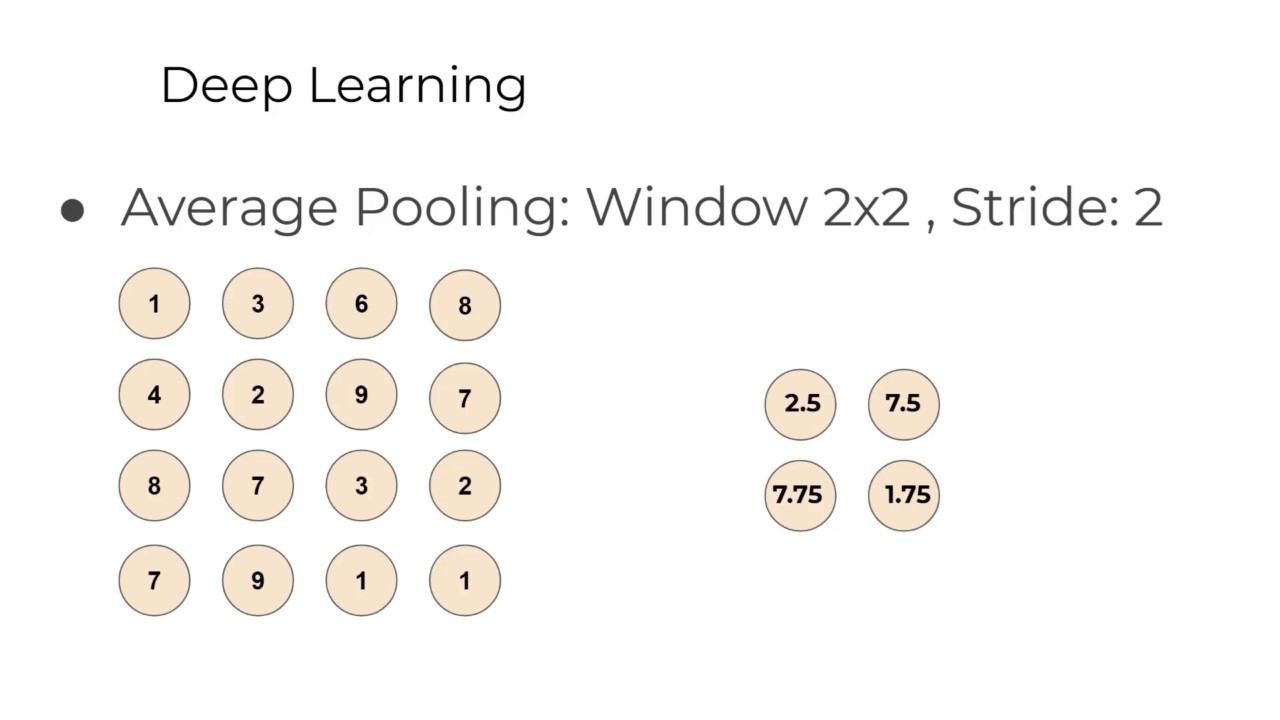 Deep Learning
● Average Pooling: Window 2x2 , Stride: 2
1 3 6 8
4 2 9 7
8 7 3 2
7 9 1 1
2.5 7.5
7.75 1.75